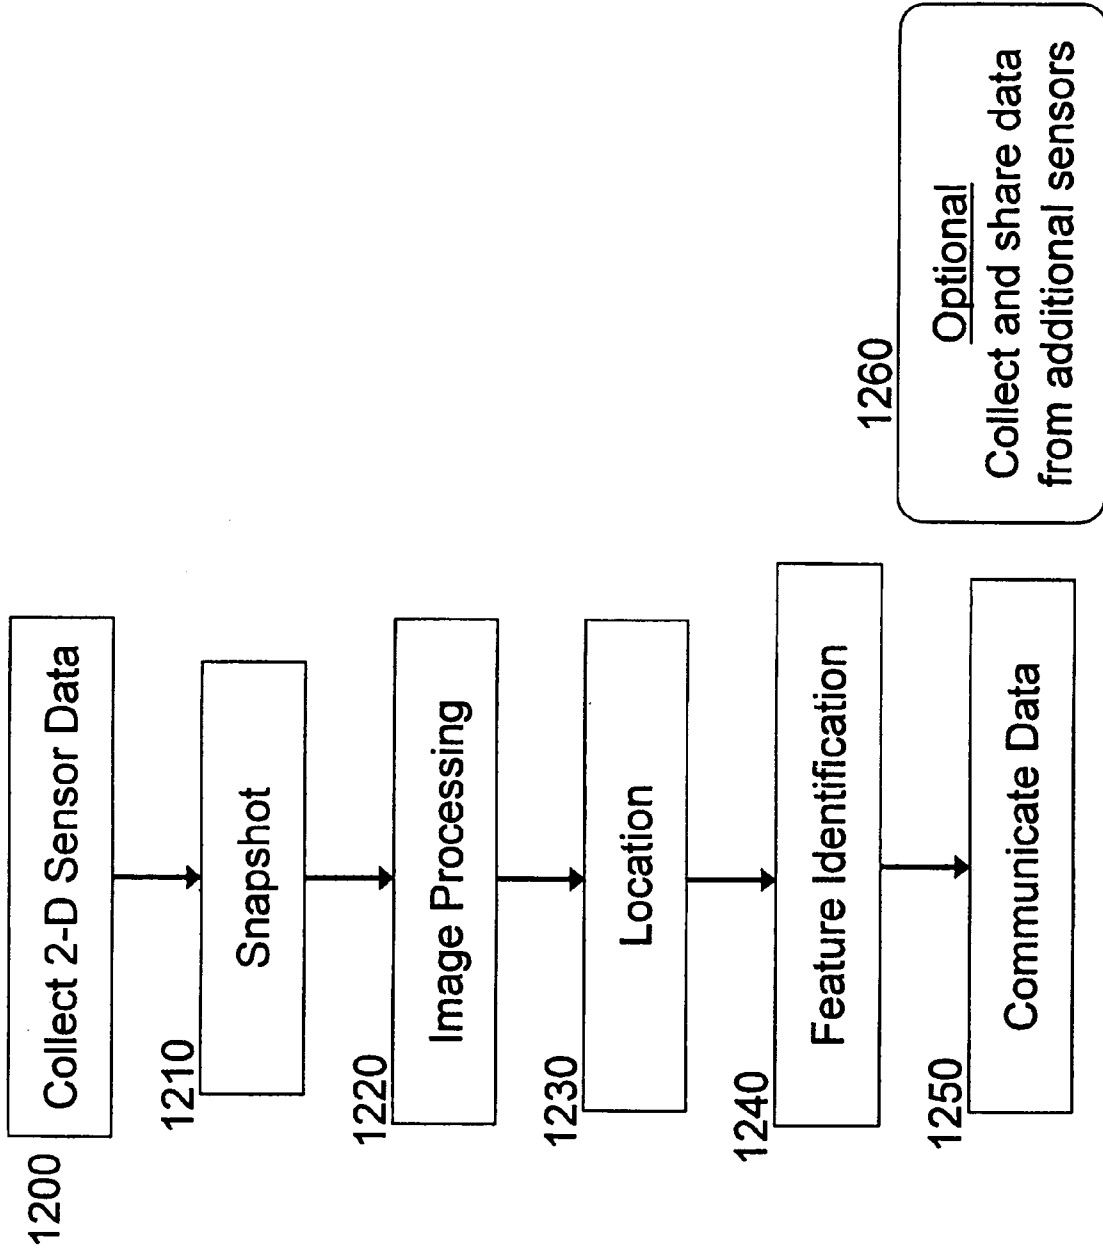 1200
Collect 2-D Sensor Data
1210
Snapshot
1220
Image Processing
1230
Location
1240
Feature Identification
1250
Communicate Data
1260
Optional
Collect and share data
from additional sensors